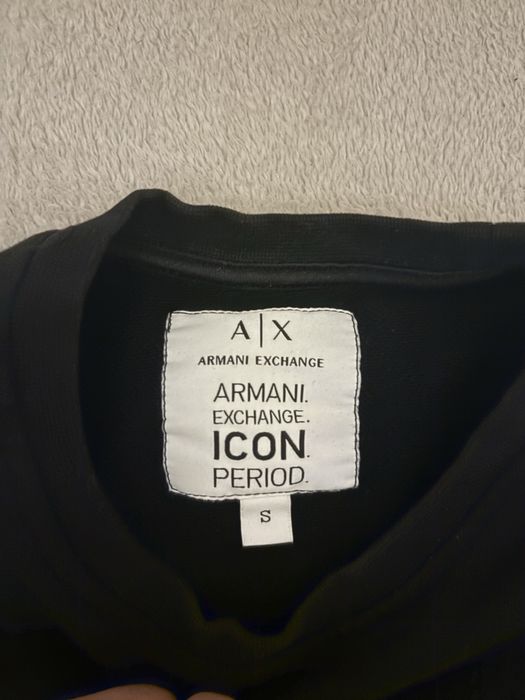 A|X
ARMANI EXCHANGE
ARMANI.
EXCHANGE.
ICON.
PERIOD.
S